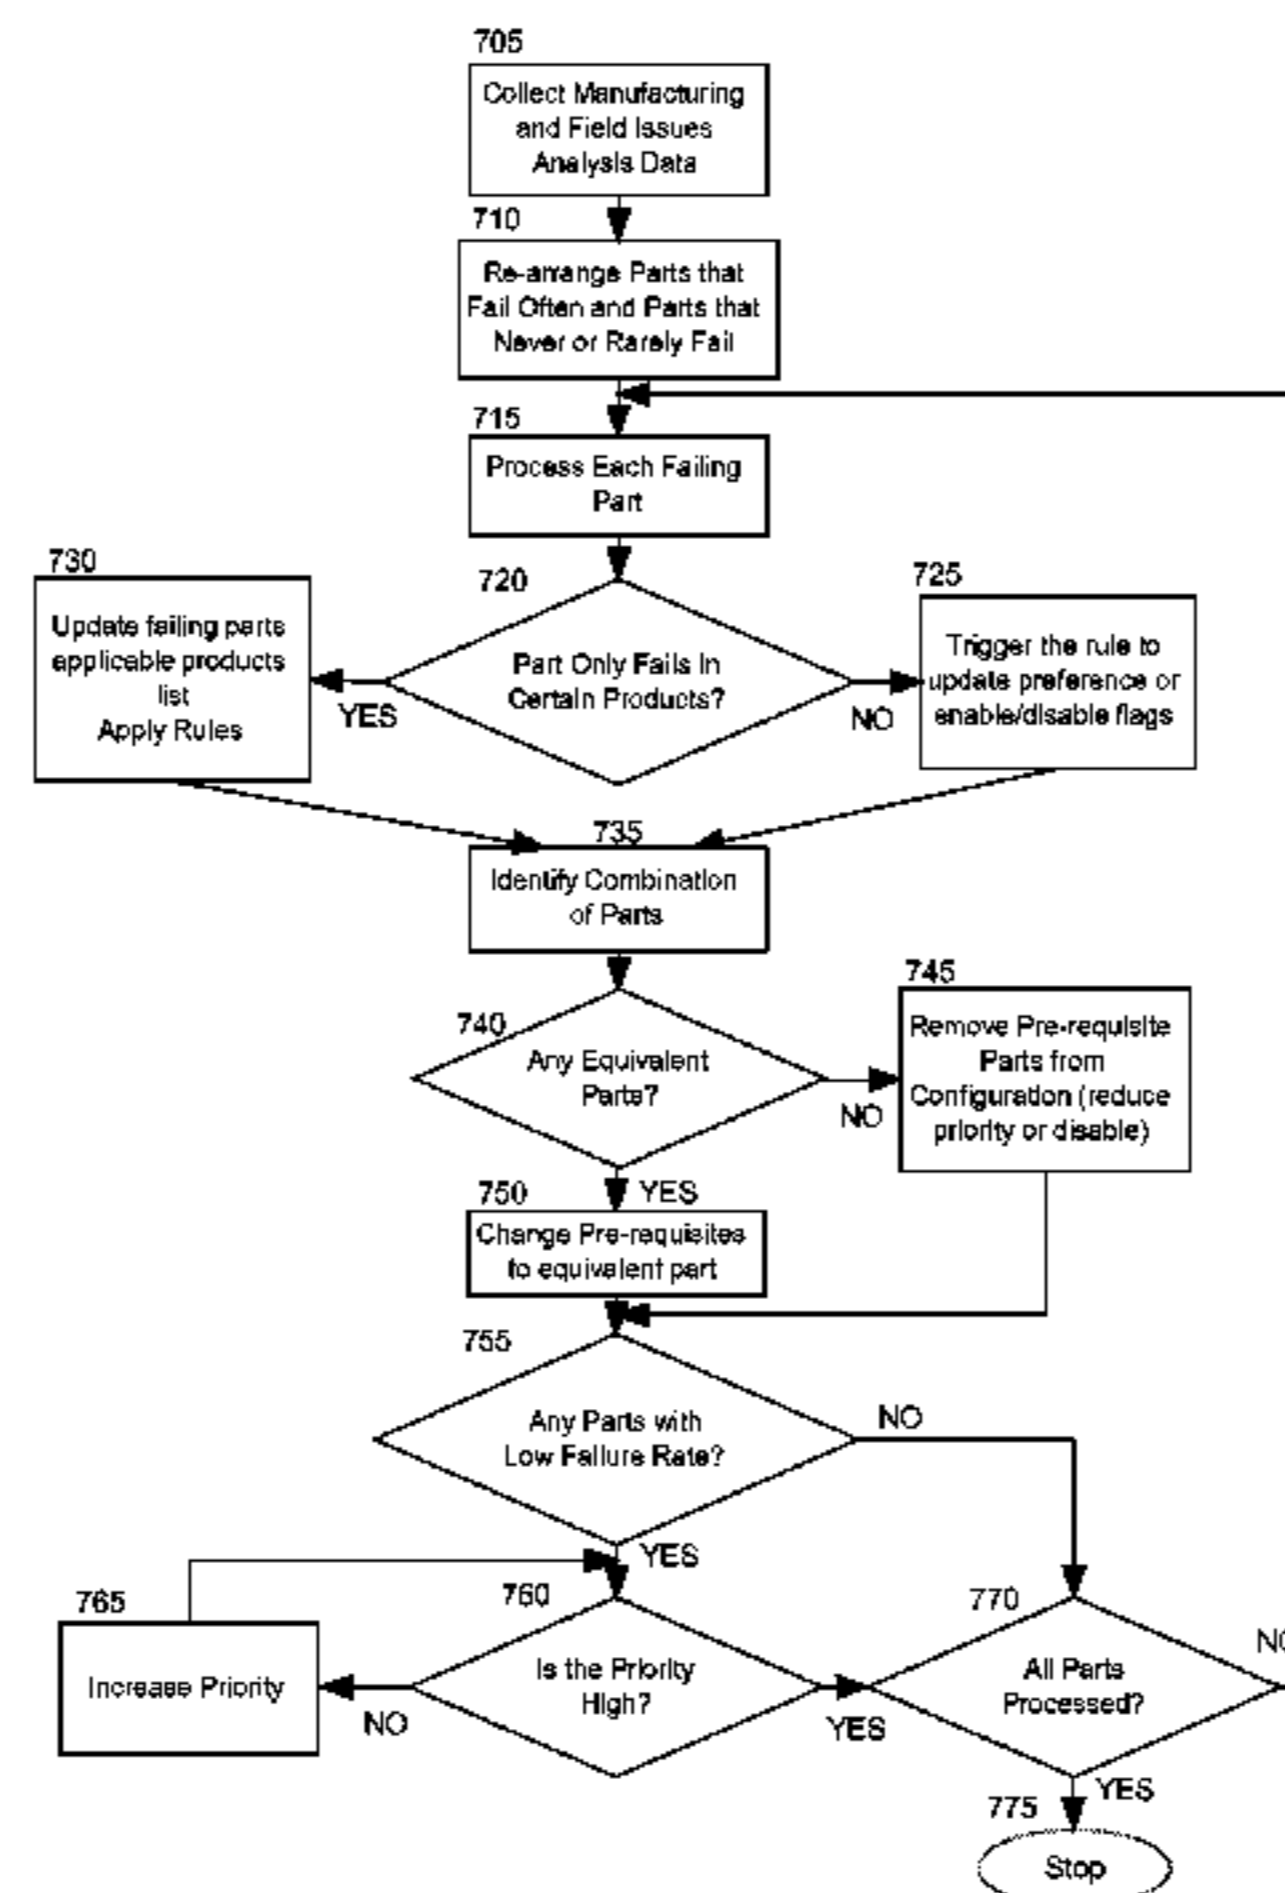 705
Collect Manufacturing
and Field Issues
Analysis Data
710
Re-arrange Parts that
Fail Often and Parts that
Never or Rarely Fail
715
Process Each Failing
Part
730
Update failing parts
applicable products
list
Apply Rules
720
Part Only Fails In
Certain Products?
YES
NO
725
Trigger the rule to
update preference or
enable/disable flags
735
Identify Combination
of Parts
740
Any Equivalent
Parts?
NO
745
Remove Pre-requisite
Parts from
Configuration (reduce
priority or disable)
YES
750
Change Pre-requisites
to equivalent part
755
Any Parts with
Low Failure Rate?
NO
YES
765
Increase Priority
760
Is the Priority
High?
NO
YES
770
All Parts
Processed?
NO
YES
775
Stop